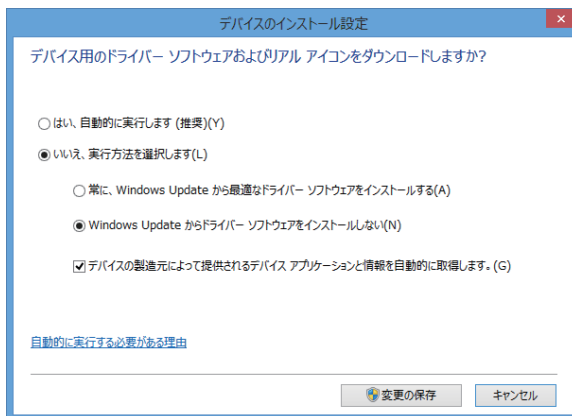 デバイスのインストール設定
デバイス用のドライバー ソフトウェアおよびリアル アイコンをダウンロードしますか?
はい、自動的に実行します (推奨)(Y)
いいえ、実行方法を選択します(L)
常に、Windows Update から最適なドライバー ソフトウェアをインストールする(A)
Windows Update からドライバー ソフトウェアをインストールしない(N)
デバイスの製造元によって提供されるデバイス アプリケーションと情報を自動的に取得します。(G)
自動的に実行する必要がある理由
変更の保存 キャンセル